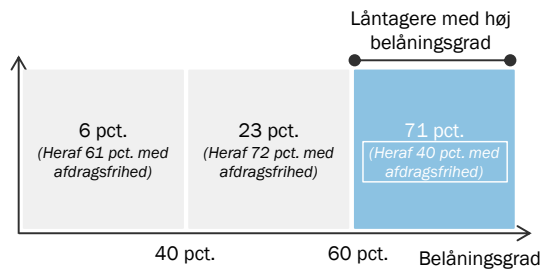 Låntagere med høj
belåningsgrad
6 pct.
(Heraf 61 pct. med
afdragsfrihed)
23 pct.
(Heraf 72 pct. med
afdragsfrihed)
71 pct.
(Heraf 40 pct. med
afdragsfrihed)
40 pct.
60 pct.
Belåningsgrad